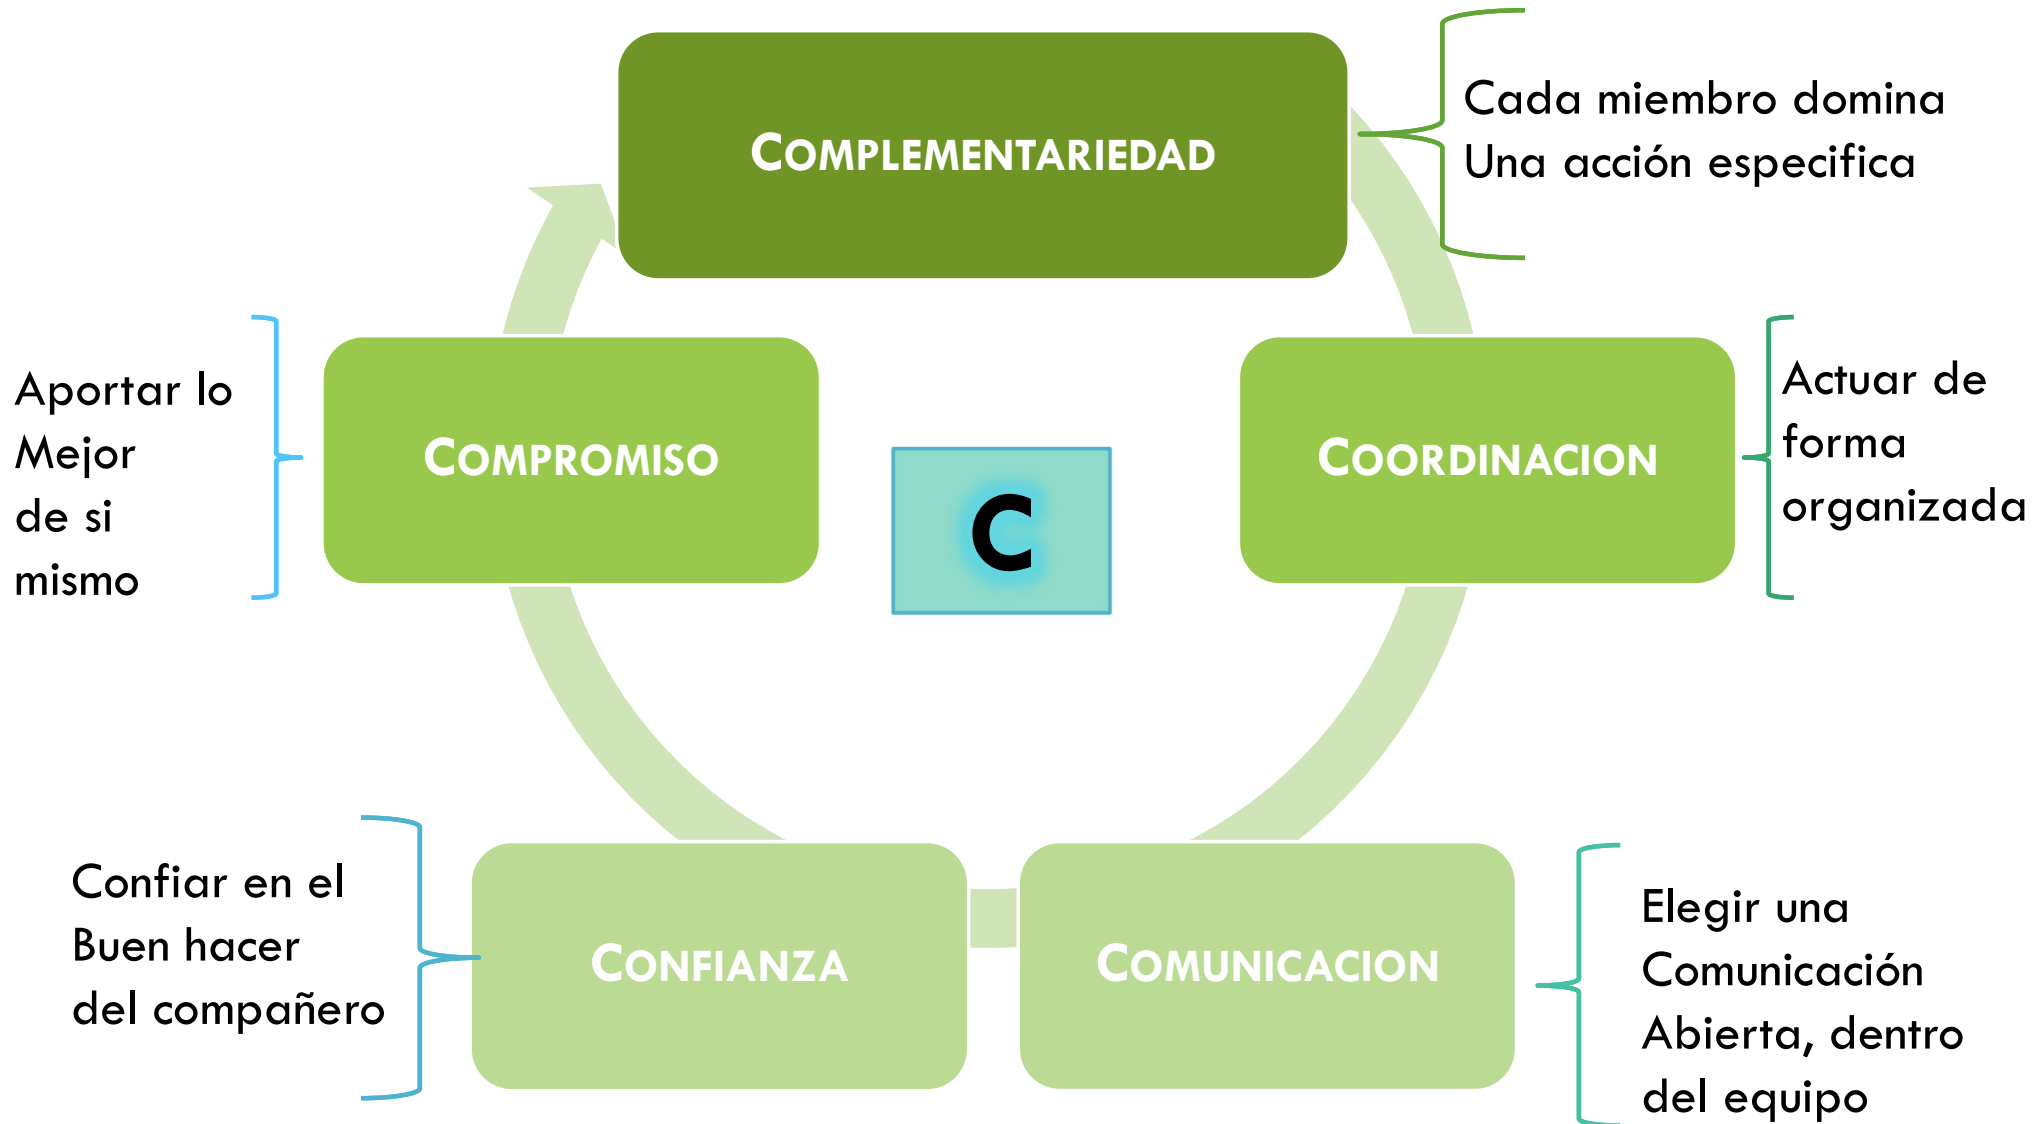 COMPLEMENTARIEDAD
Cada miembro domina
Una acción especifica
COORDINACION
Actuar de
forma
organizada
COMUNICACION
Elegir una
Comunicación
Abierta, dentro
del equipo
CONFIANZA
Confiar en el
Buen hacer
del compañero
COMPROMISO
Aportar lo
Mejor
de si
mismo
C